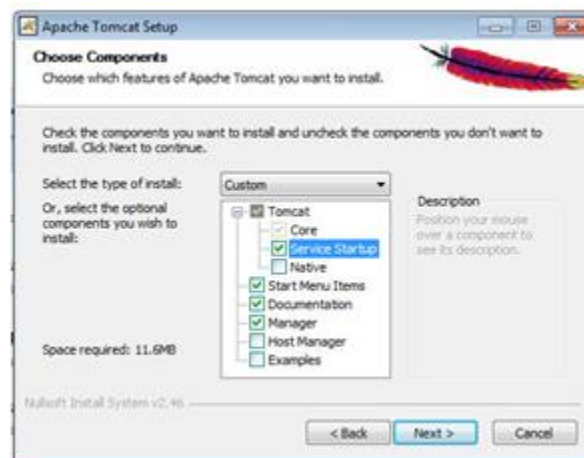 Apache Tomcat Setup
Choose Components
Choose which features of Apache Tomcat you want to install.
Check the components you want to install and uncheck the components you don't want to
install. Click Next to continue.
Select the type of install:
Custom
Or, select the optional
components you wish to
install:
Tomcat
Core
Service Startup
Native
Start Menu Items
Documentation
Manager
Host Manager
Examples
Description
Position your mouse
over a component to
see its description.
Space required: 11.6MB
Nullsoft Install System v2.46
< Back
Next >
Cancel